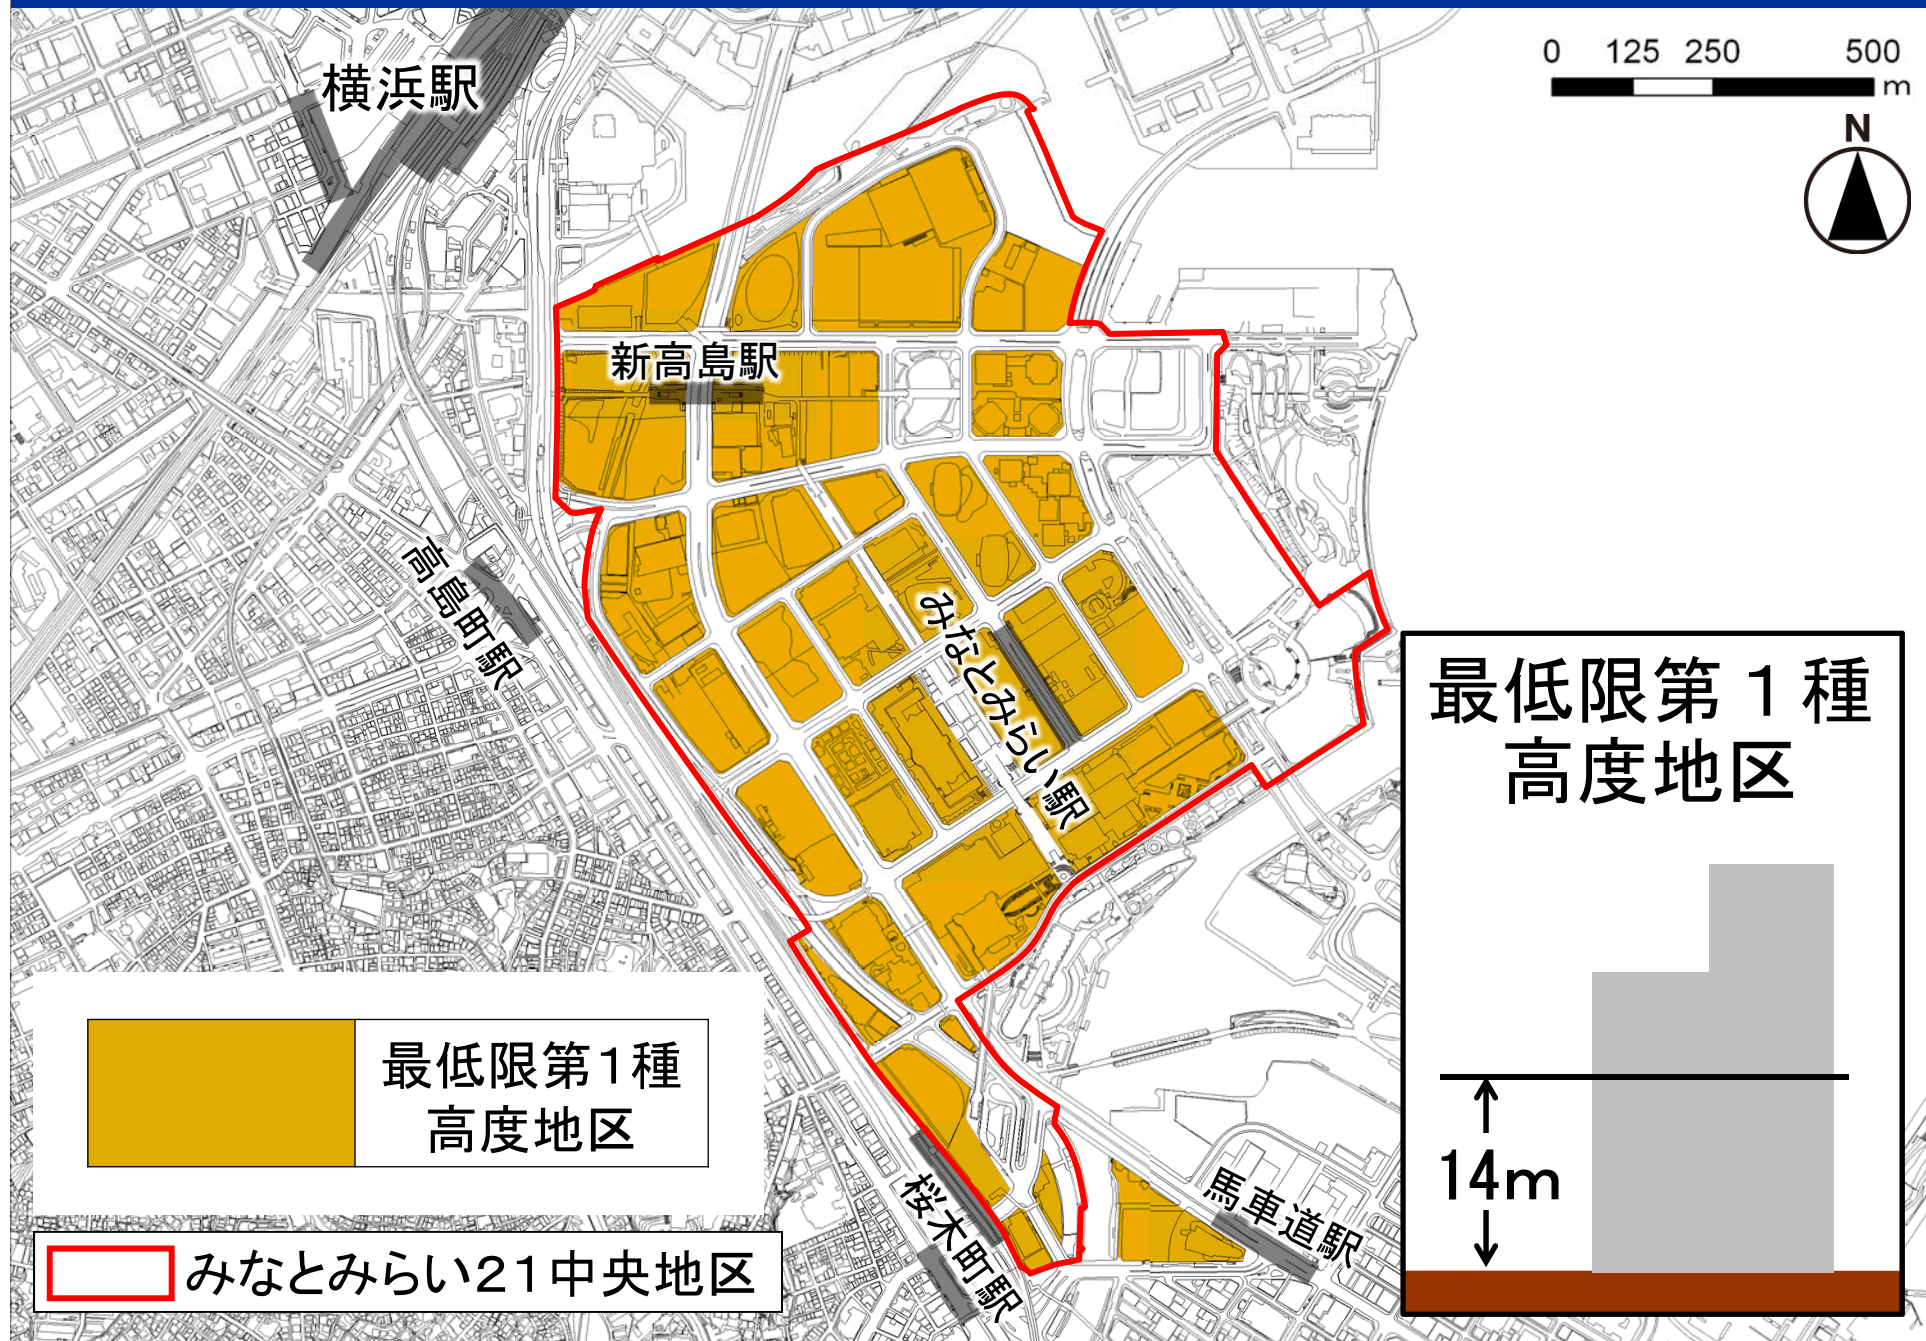 横浜駅
0 125 250 500
m
N
新高島駅
高島町駅
みなとみらい駅
最低限第1種
高度地区
14m
最低限第1種
高度地区
みなとみらい21中央地区
桜木町駅
馬車道駅